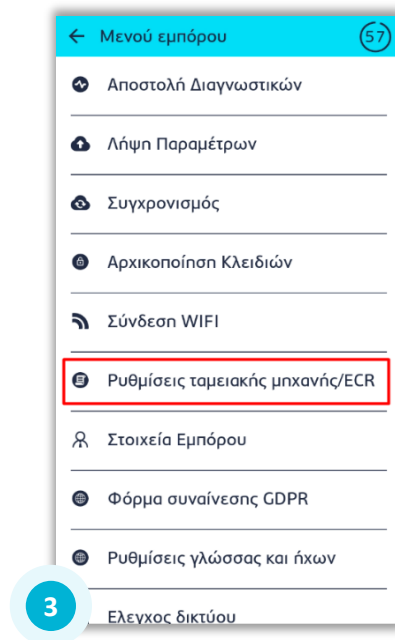 Μενού εμπόρου 57
Αποστολή Διαγνωστικών
Λήψη Παραμέτρων
Συγχρονισμός
Αρχικοποίηση Κλειδιών
Σύνδεση WIFI
Ρυθμίσεις ταμειακής μηχανής/ECR
Στοιχεία Εμπόρου
Φόρμα συναίνεσης GDPR
Ρυθμίσεις γλώσσας και ήχων
3
Ελεγχος δικτύου